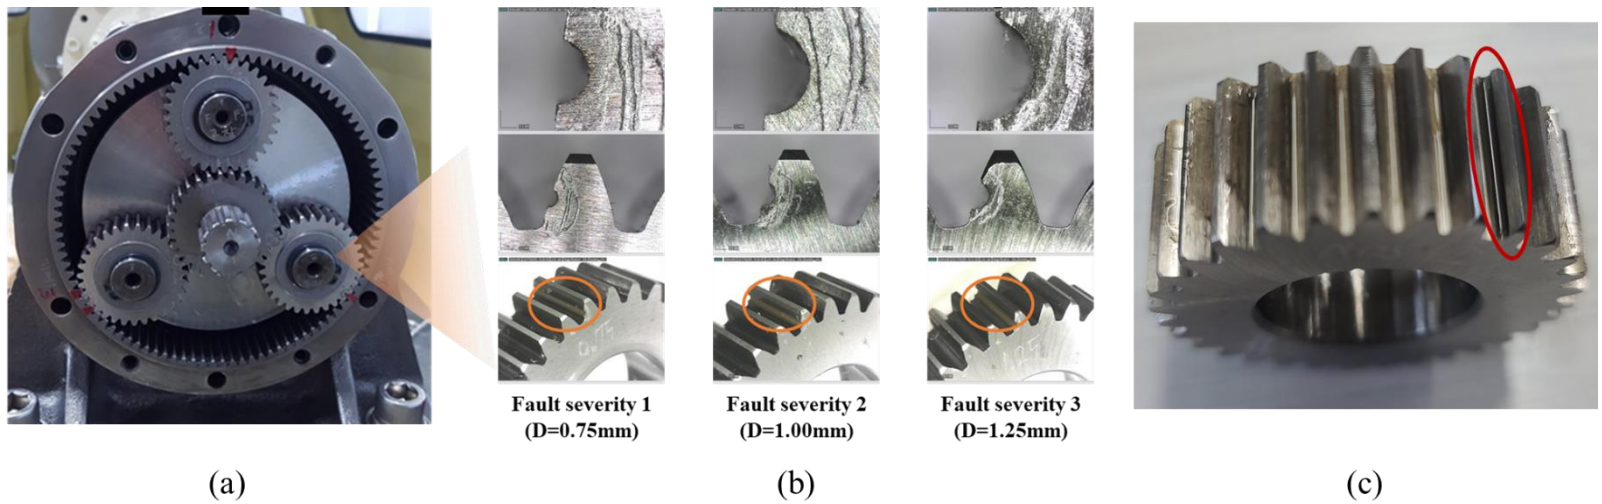 Fault severity 1
(D=0.75mm)
Fault severity 2
(D=1.00mm)
Fault severity 3
(D=1.25mm)
(a)
(b)
(c)